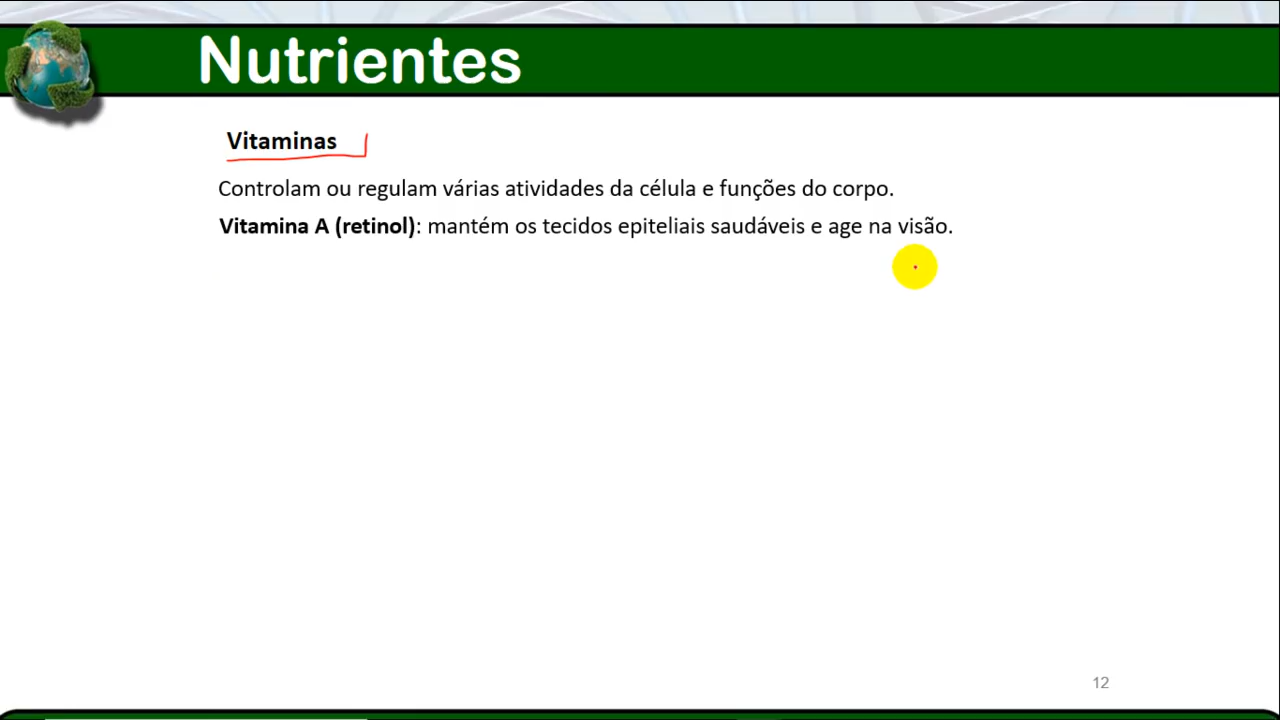 Nutrientes
Vitaminas
Controlam ou regulam várias atividades da célula e funções do corpo.
Vitamina A (retinol): mantém os tecidos epiteliais saudáveis e age na visão.
12